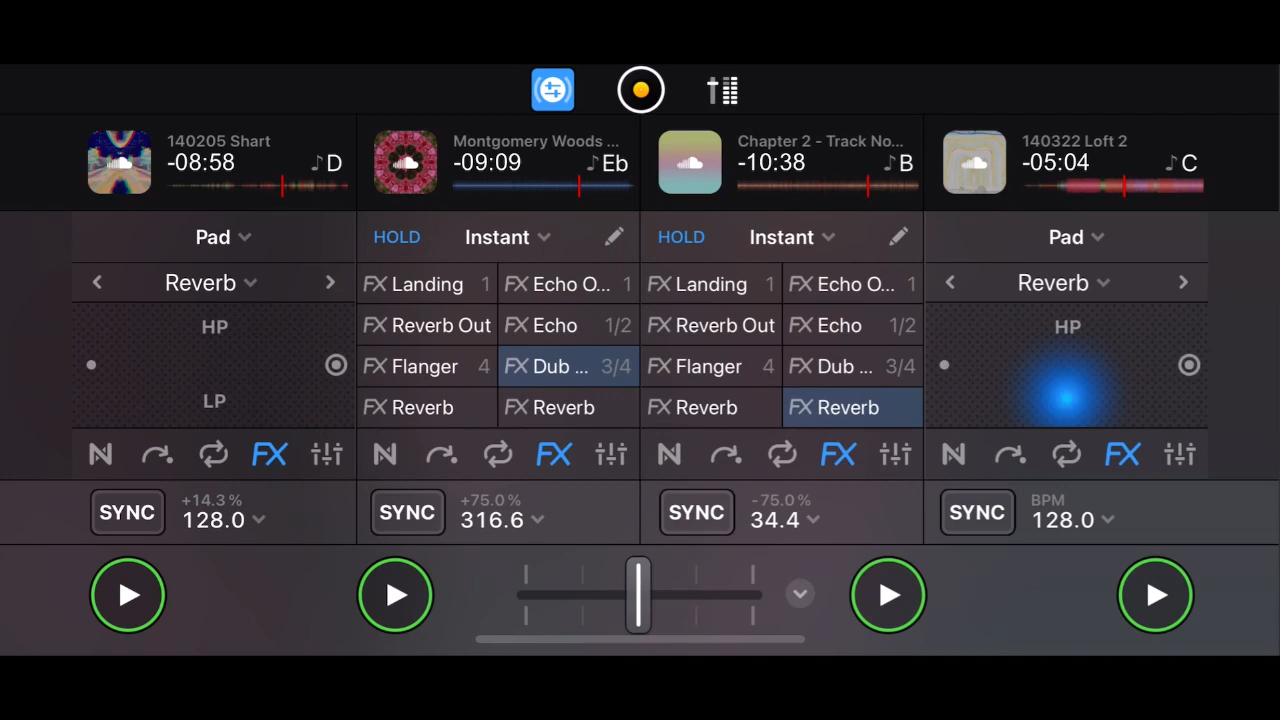 140205 Shart
-08:58
D
Montgomery Woods ...
-09:09
Eb
Chapter 2 - Track No...
-10:38
B
140322 Loft 2
-05:04
C
Pad
HOLD Instant
HOLD Instant
Pad
Reverb
HP
LP
FX Landing 1
FX Echo O... 1
FX Reverb Out
FX Echo 1/2
FX Flanger 4
FX Dub ... 3/4
FX Reverb
FX Reverb
FX Landing 1
FX Echo O... 1
FX Reverb Out
FX Echo 1/2
FX Flanger 4
FX Dub ... 3/4
FX Reverb
FX Reverb
Reverb
HP
N FX
N FX
N FX
N FX
SYNC
+14.3%
128.0
SYNC
+75.0%
316.6
SYNC
-75.0%
34.4
SYNC
BPM
128.0